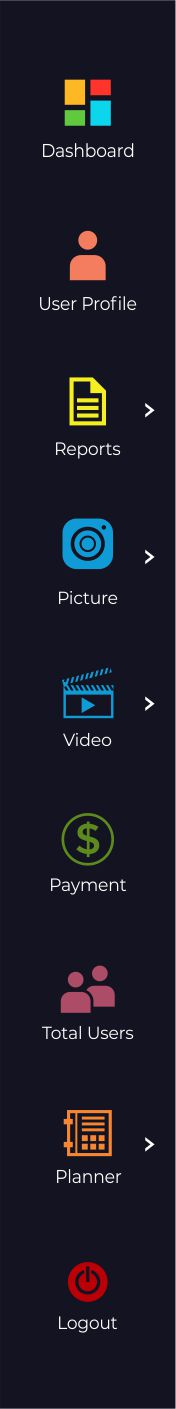 Dashboard
User Profile
Reports
Picture
Video
Payment
Total Users
Planner
Logout